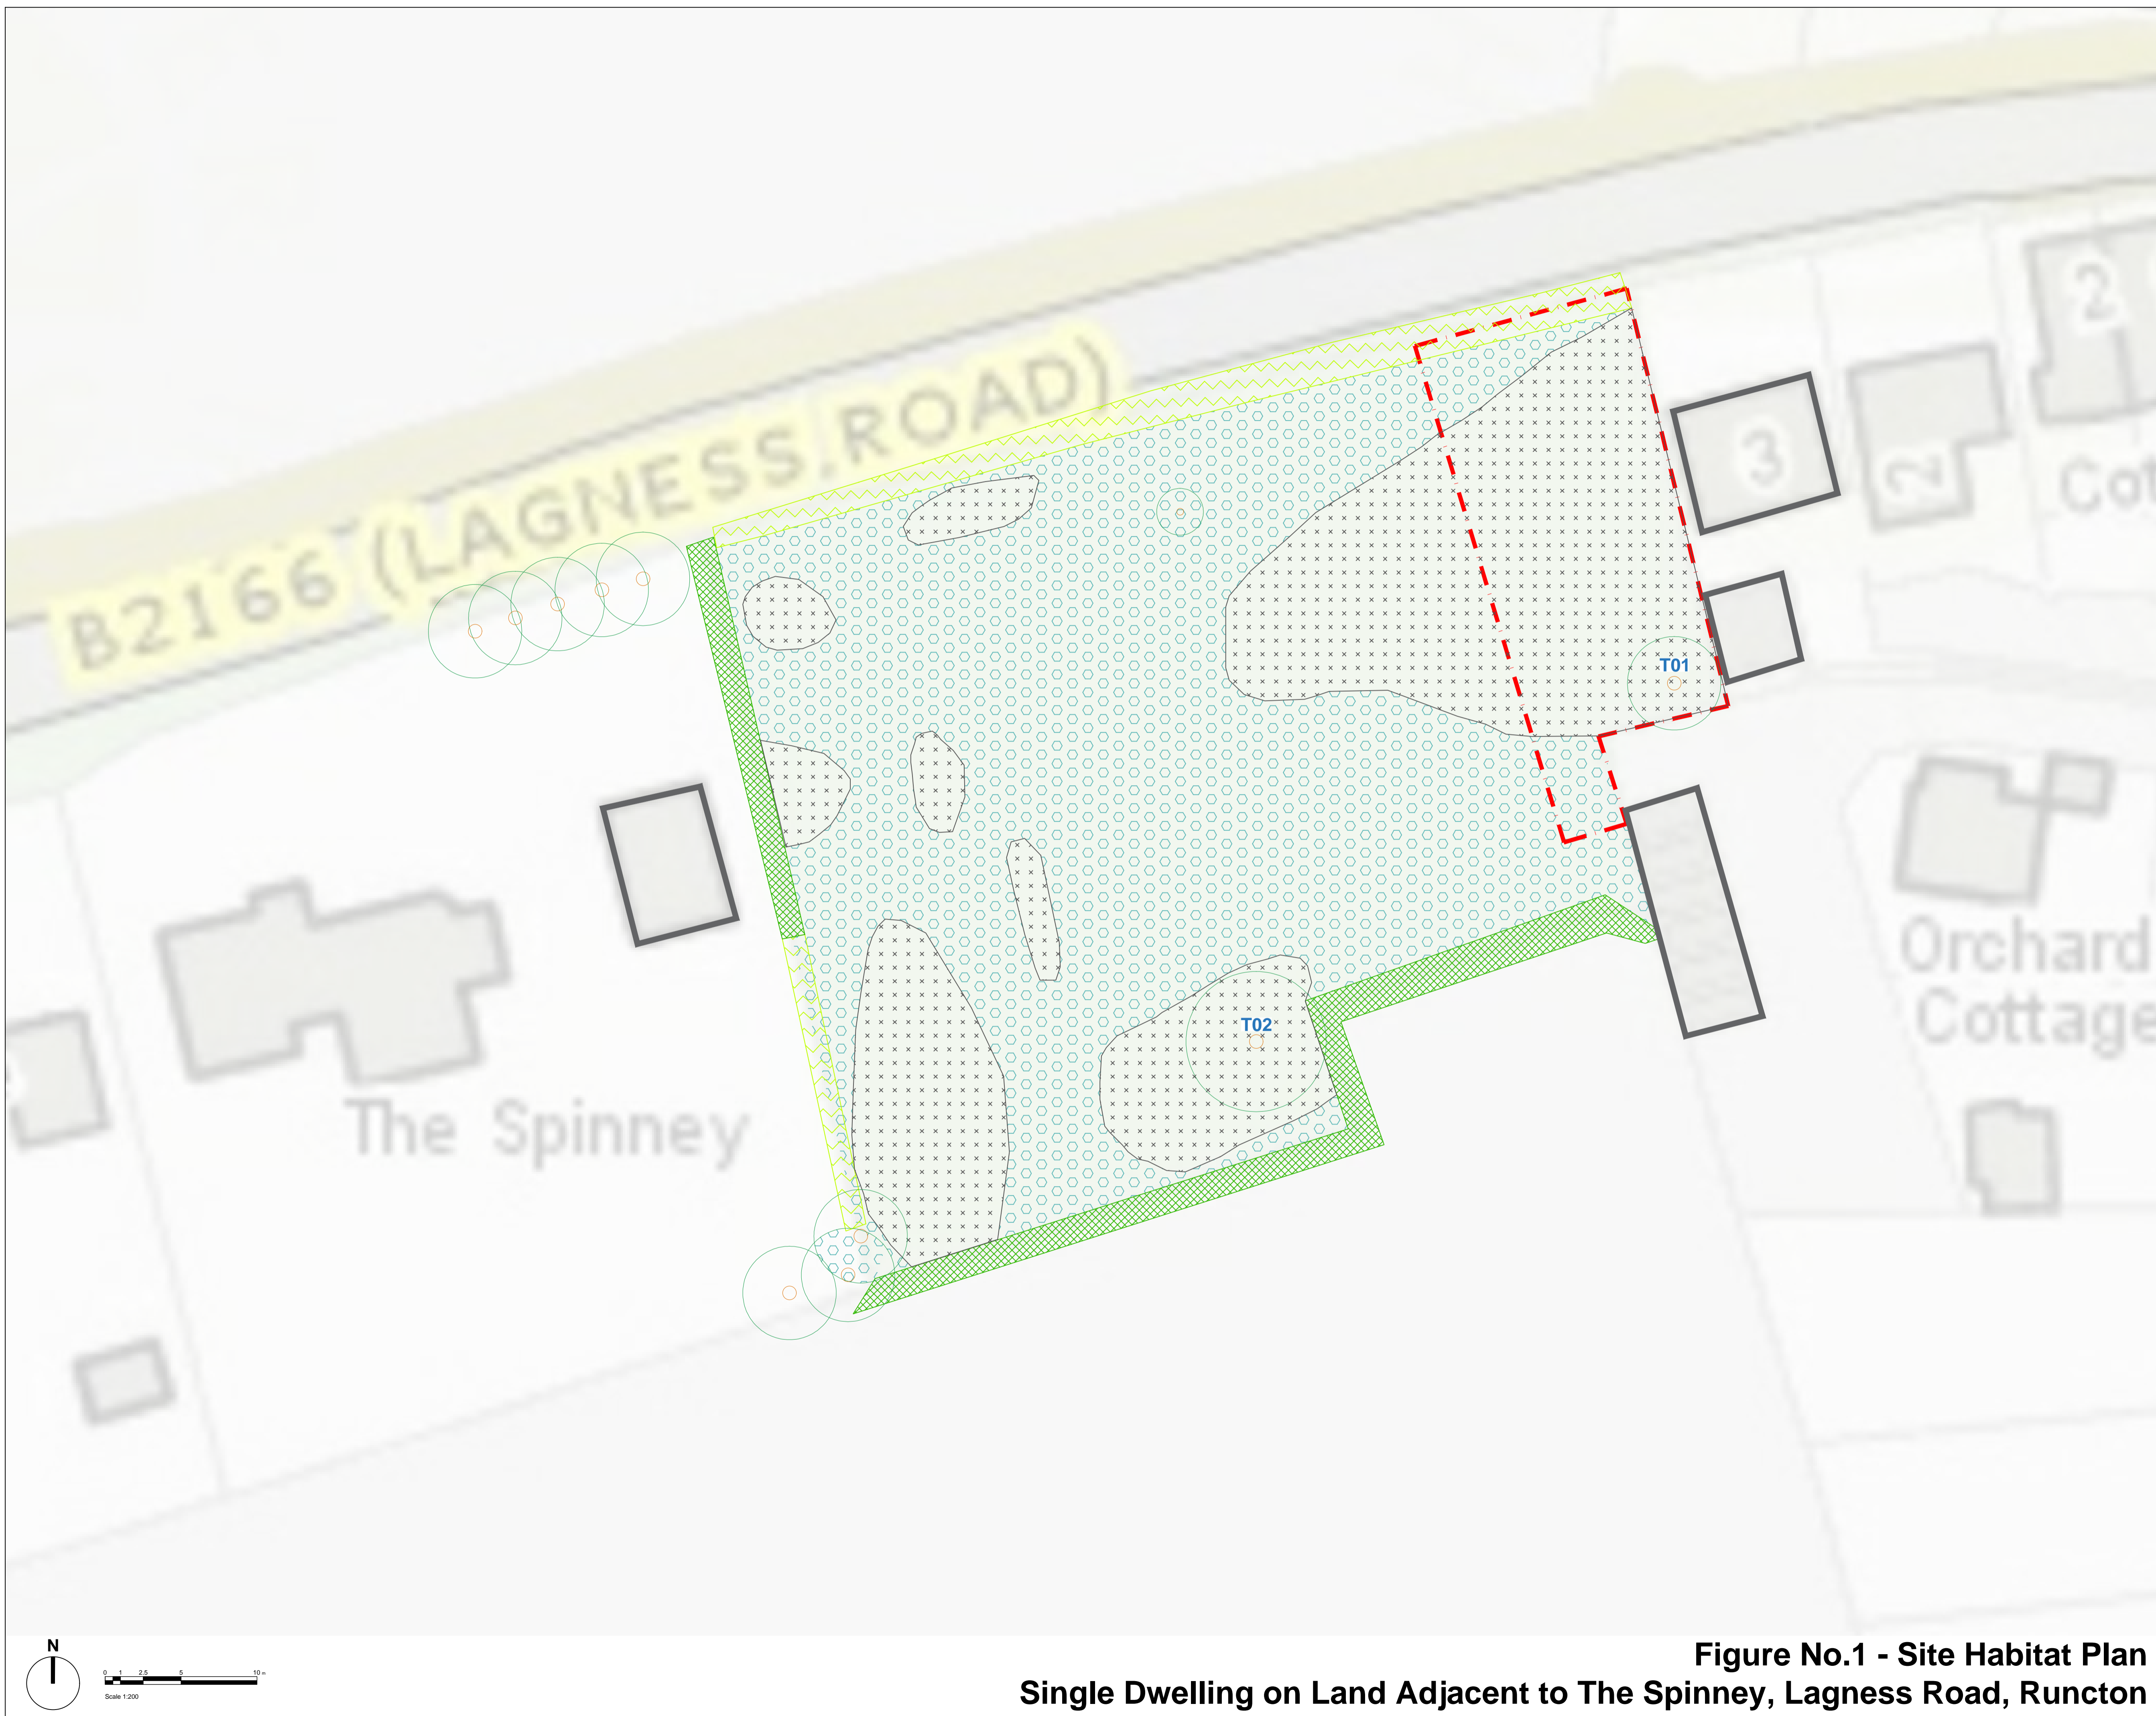 B2166 (LAGNESS ROAD)
2
3
2
Cot
T01
T02
Orchard
Cottage
The Spinney
N
0 1 2.5 5 10 m
Scale 1:200
Figure No.1 - Site Habitat Plan
Single Dwelling on Land Adjacent to The Spinney, Lagness Road, Runcton